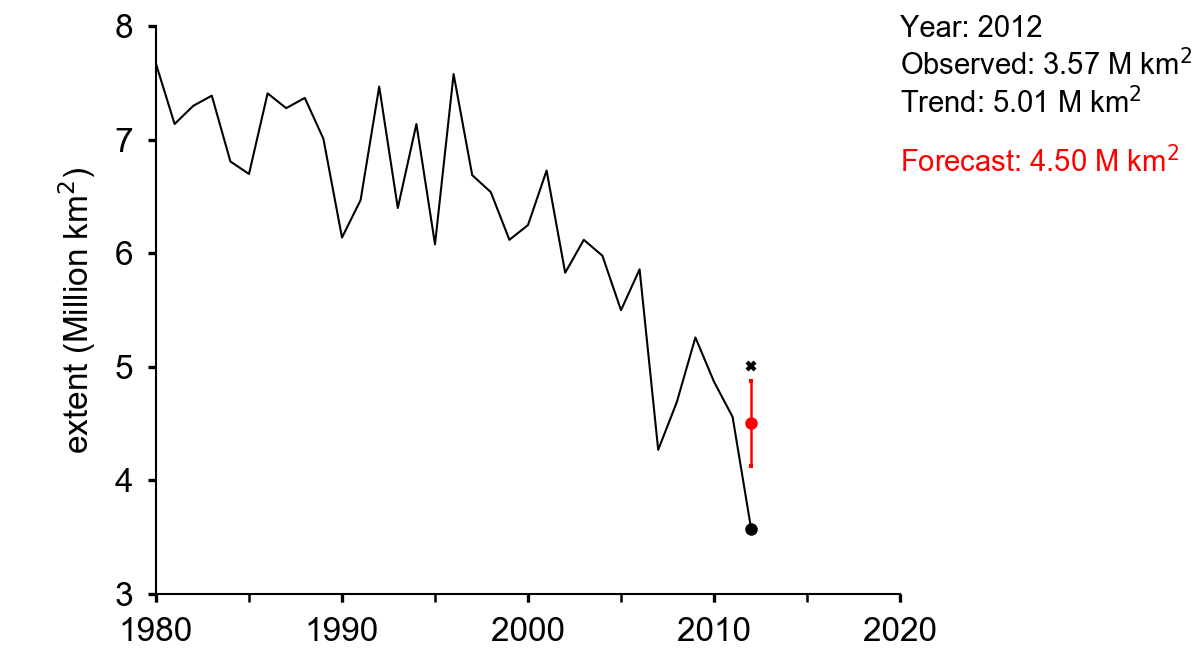 Year: 2012
Observed: 3.57 M km²
Trend: 5.01 M km²
Forecast: 4.50 M km²
extent (Million km²)
8
7
6
5
4
3
1980
1990
2000
2010
2020